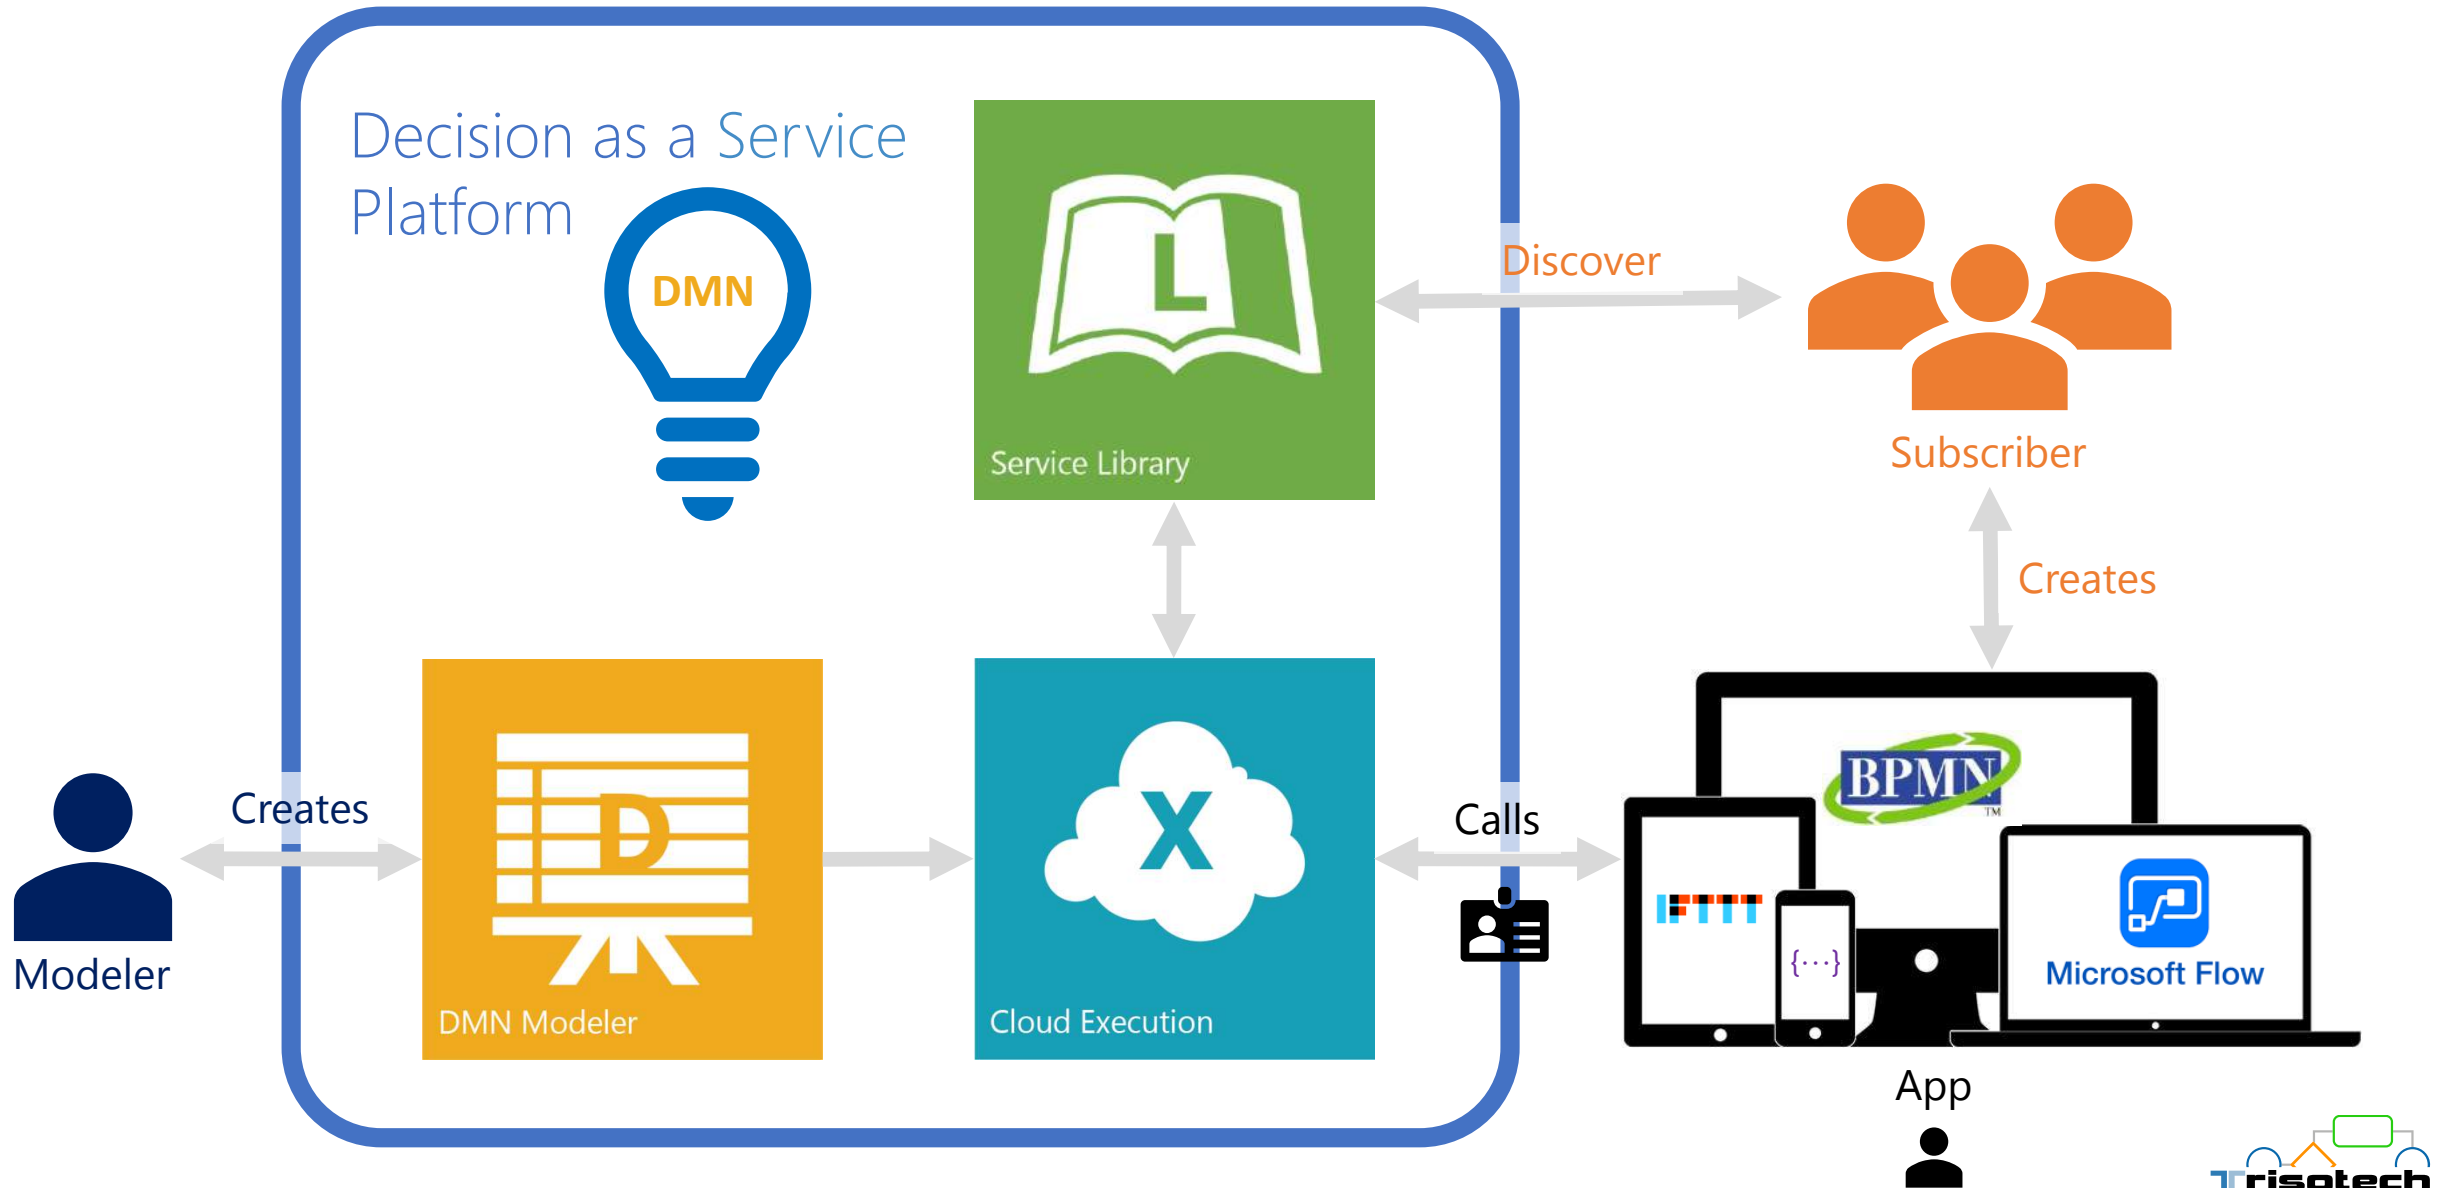 Decision as a Service
Platform
DMN
L
Service Library
Discover
Subscriber
Creates
Creates
Modeler
D
DMN Modeler
X
Cloud Execution
Calls
BPMN
TM
IFTTT
{···}
Microsoft Flow
App
Trisotech